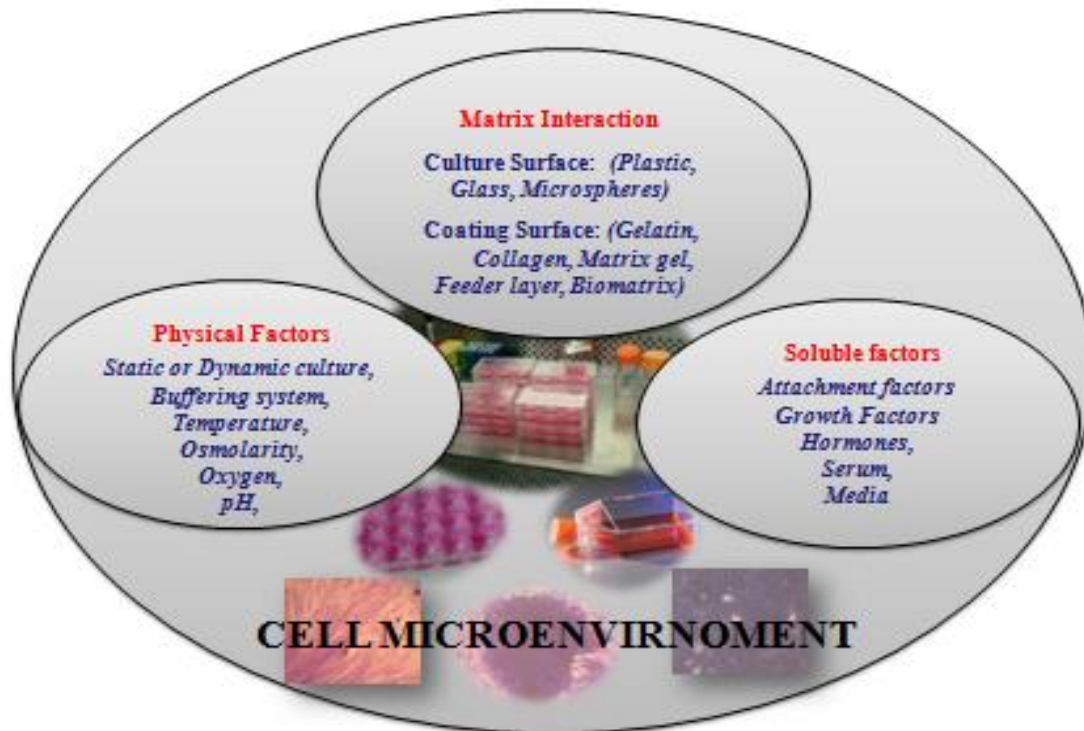 Matrix Interaction
Culture Surface: (Plastic,
Glass, Microspheres)
Coating Surface: (Gelatin,
Collagen, Matrix gel,
Feeder layer, Biomatrix)
Physical Factors
Static or Dynamic culture,
Buffering system,
Temperature,
Osmolarity,
Oxygen,
pH,
Soluble factors
Attachment factors
Growth Factors
Hormones,
Serum,
Media
CELL MICROENVIRNOMENT